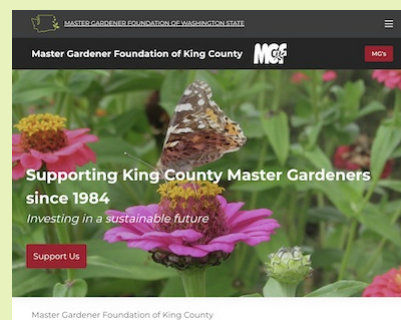 MASTER GARDENER FOUNDATION OF WASHINGTON STATE
Master Gardener Foundation of King County
MG's
Supporting King County Master Gardeners
since 1984
Investing in a sustainable future
Support Us
Master Gardener Foundation of King County